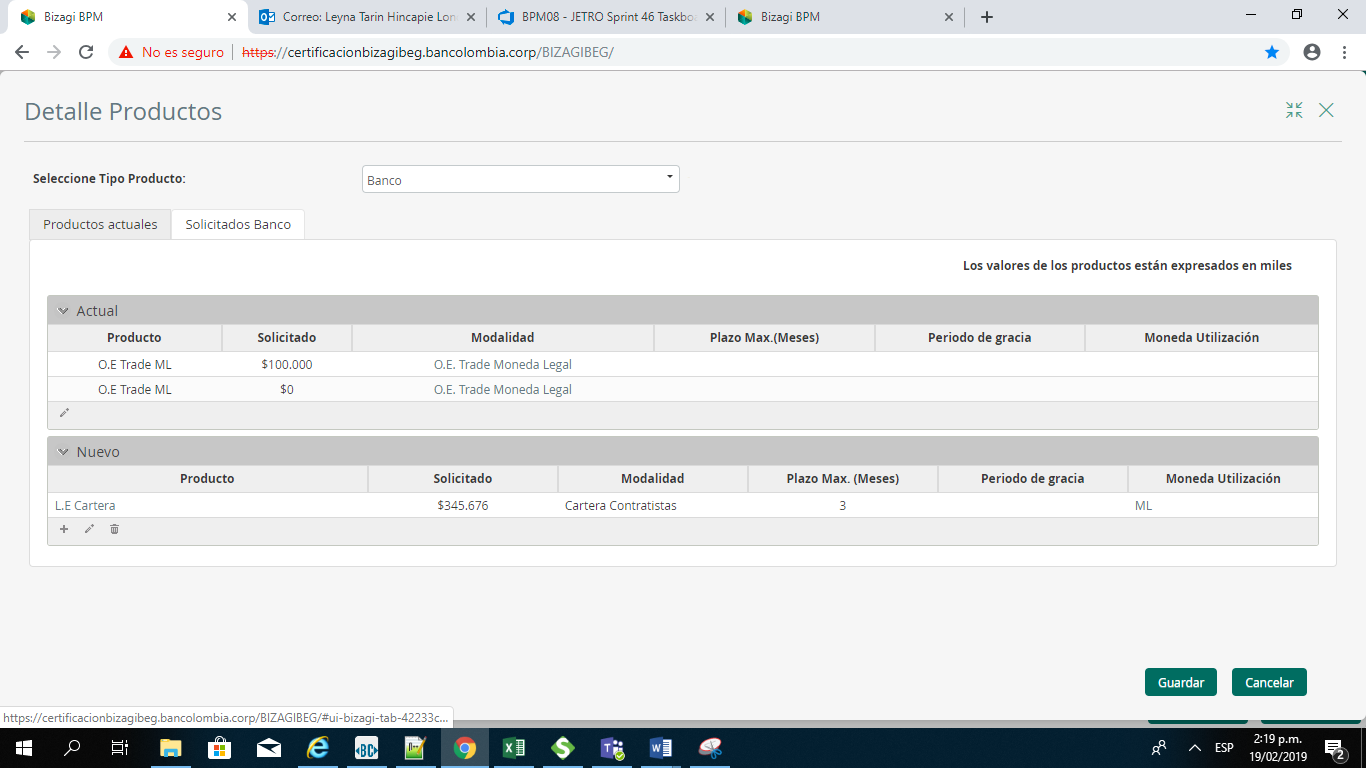 Bizagi BPM
Correo: Leyna Tarin Hincapie Lon
BPM08 - JETRO Sprint 46 Taskbo
Bizagi BPM
No es seguro https://certificacionbizagibeg.bancolombia.corp/BIZAGIBEG/
Detalle Productos
Seleccione Tipo Producto: Banco
Productos actuales Solicitados Banco
Los valores de los productos están expresados en miles
Actual
Producto Solicitado Modalidad Plazo Max.(Meses) Periodo de gracia Moneda Utilización
O.E Trade ML $100.000 O.E. Trade Moneda Legal
O.E Trade ML $0 O.E. Trade Moneda Legal
Nuevo
Producto Solicitado Modalidad Plazo Max. (Meses) Periodo de gracia Moneda Utilización
L.E Cartera $345.676 Cartera Contratistas 3 ML
Guardar Cancelar
https://certificacionbizagibeg.bancolombia.corp/BIZAGIBEG/#ui-bizagi-tab-42233c...
ESP
2:19 p.m.
19/02/2019
2